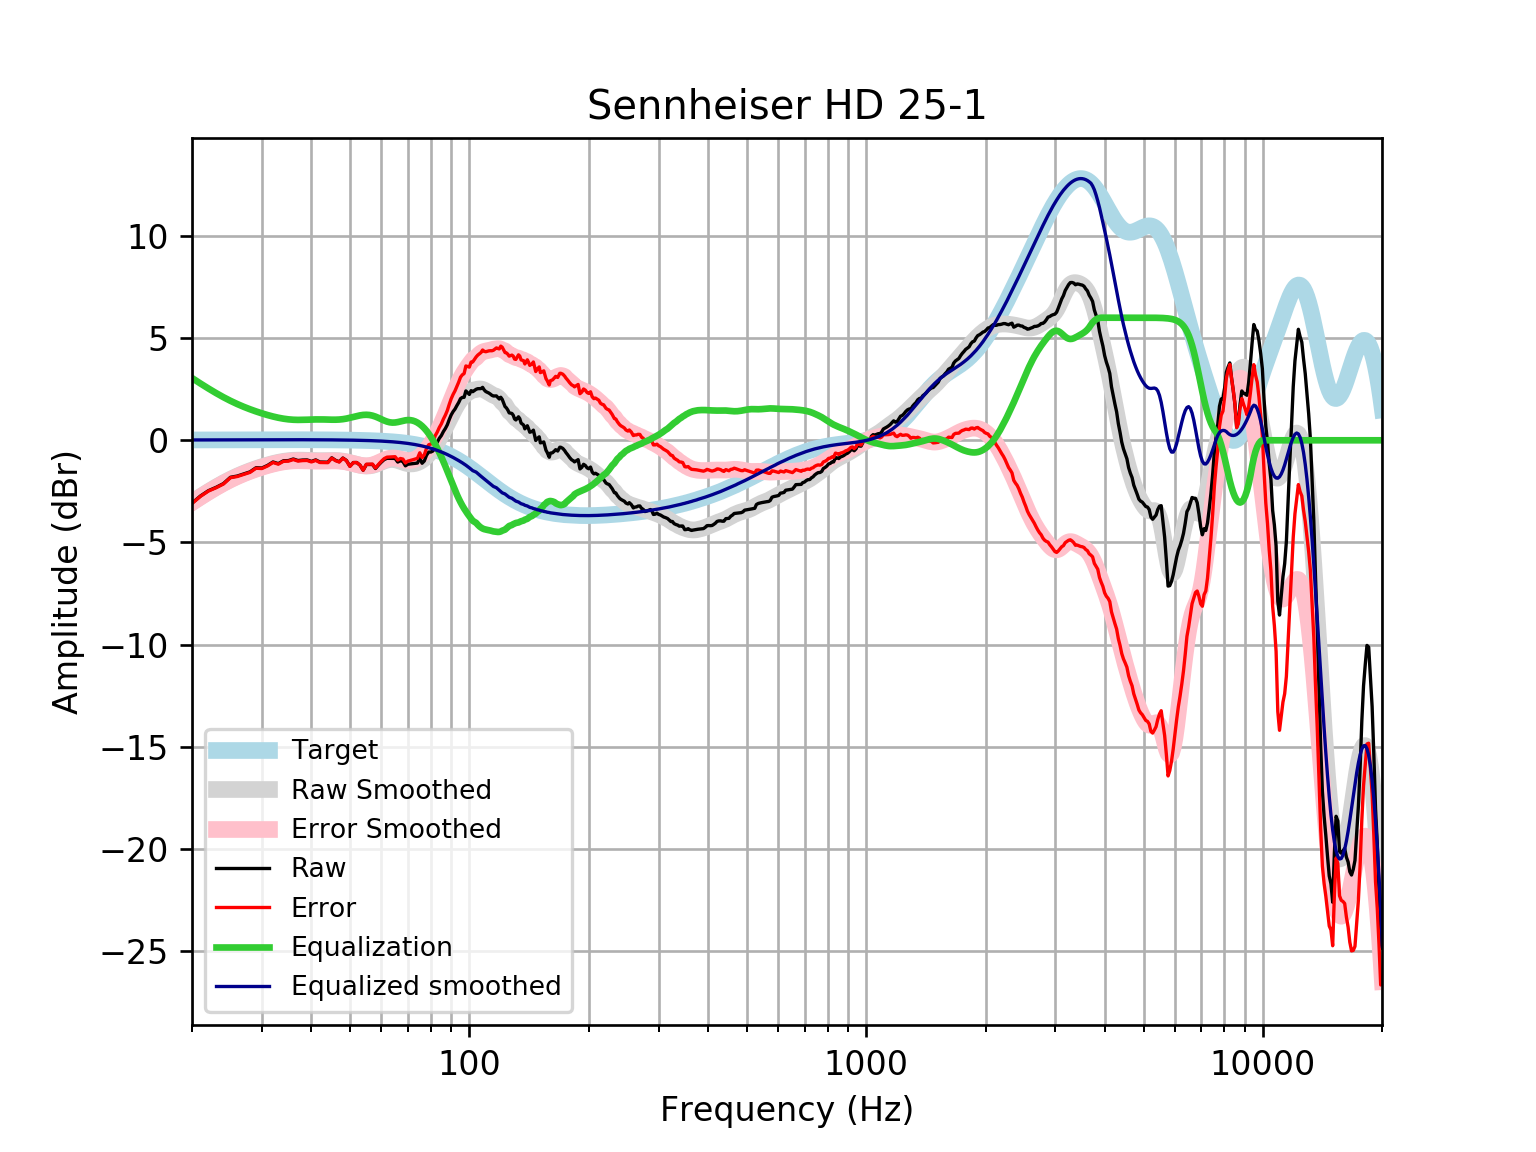 Sennheiser HD 25-1
Amplitude (dBr)
10
5
0
−5
−10
−15
−20
−25
Target
Raw Smoothed
Error Smoothed
Raw
Error
Equalization
Equalized smoothed
100 1000 10000
Frequency (Hz)